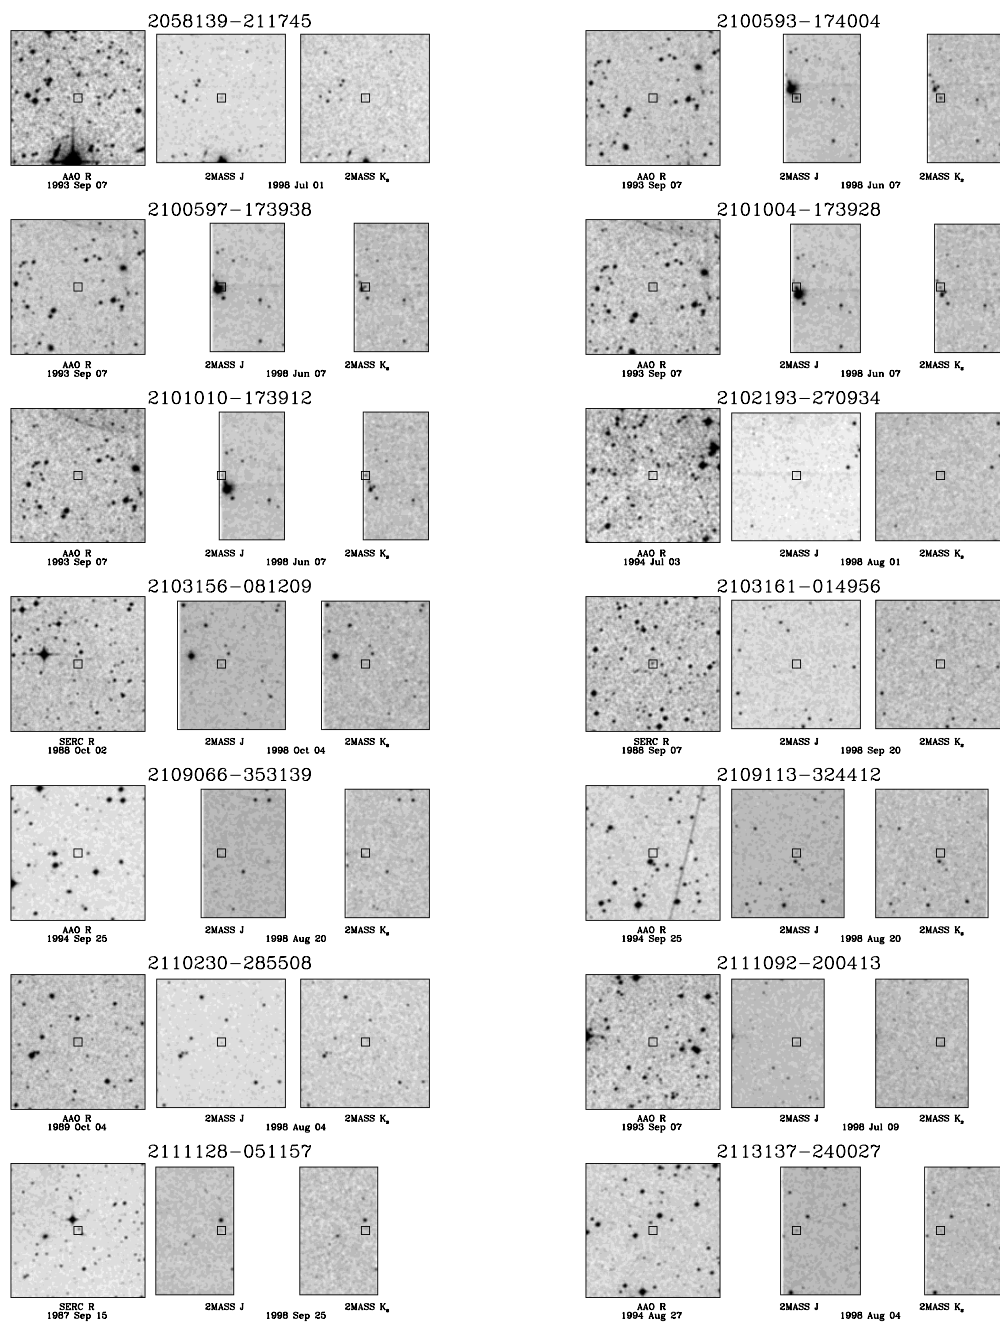 2058139-211745
AAO R
1993 Sep 07
2MASS J
1998 Jul 01
2MASS Ks
2100593-174004
AAO R
1993 Sep 07
2MASS J
1998 Jun 07
2MASS Ks
2100597-173938
AAO R
1993 Sep 07
2MASS J
1998 Jun 07
2MASS Ks
2101004-173928
AAO R
1993 Sep 07
2MASS J
1998 Jun 07
2MASS Ks
2101010-173912
AAO R
1993 Sep 07
2MASS J
1998 Jun 07
2MASS Ks
2102193-270934
AAO R
1994 Jul 03
2MASS J
1998 Aug 01
2MASS Ks
2103156-081209
SERC R
1988 Oct 02
2MASS J
1998 Oct 04
2MASS Ks
2103161-014956
SERC R
1988 Sep 07
2MASS J
1998 Sep 20
2MASS Ks
2109066-353139
AAO R
1994 Sep 25
2MASS J
1998 Aug 20
2MASS Ks
2109113-324412
AAO R
1994 Sep 25
2MASS J
1998 Aug 20
2MASS Ks
2110230-285508
AAO R
1989 Oct 04
2MASS J
1998 Aug 04
2MASS Ks
2111092-200413
AAO R
1993 Sep 07
2MASS J
1998 Jul 09
2MASS Ks
2111128-051157
SERC R
1987 Sep 15
2MASS J
1998 Sep 25
2MASS Ks
2113137-240027
AAO R
1994 Aug 27
2MASS J
1998 Aug 04
2MASS Ks